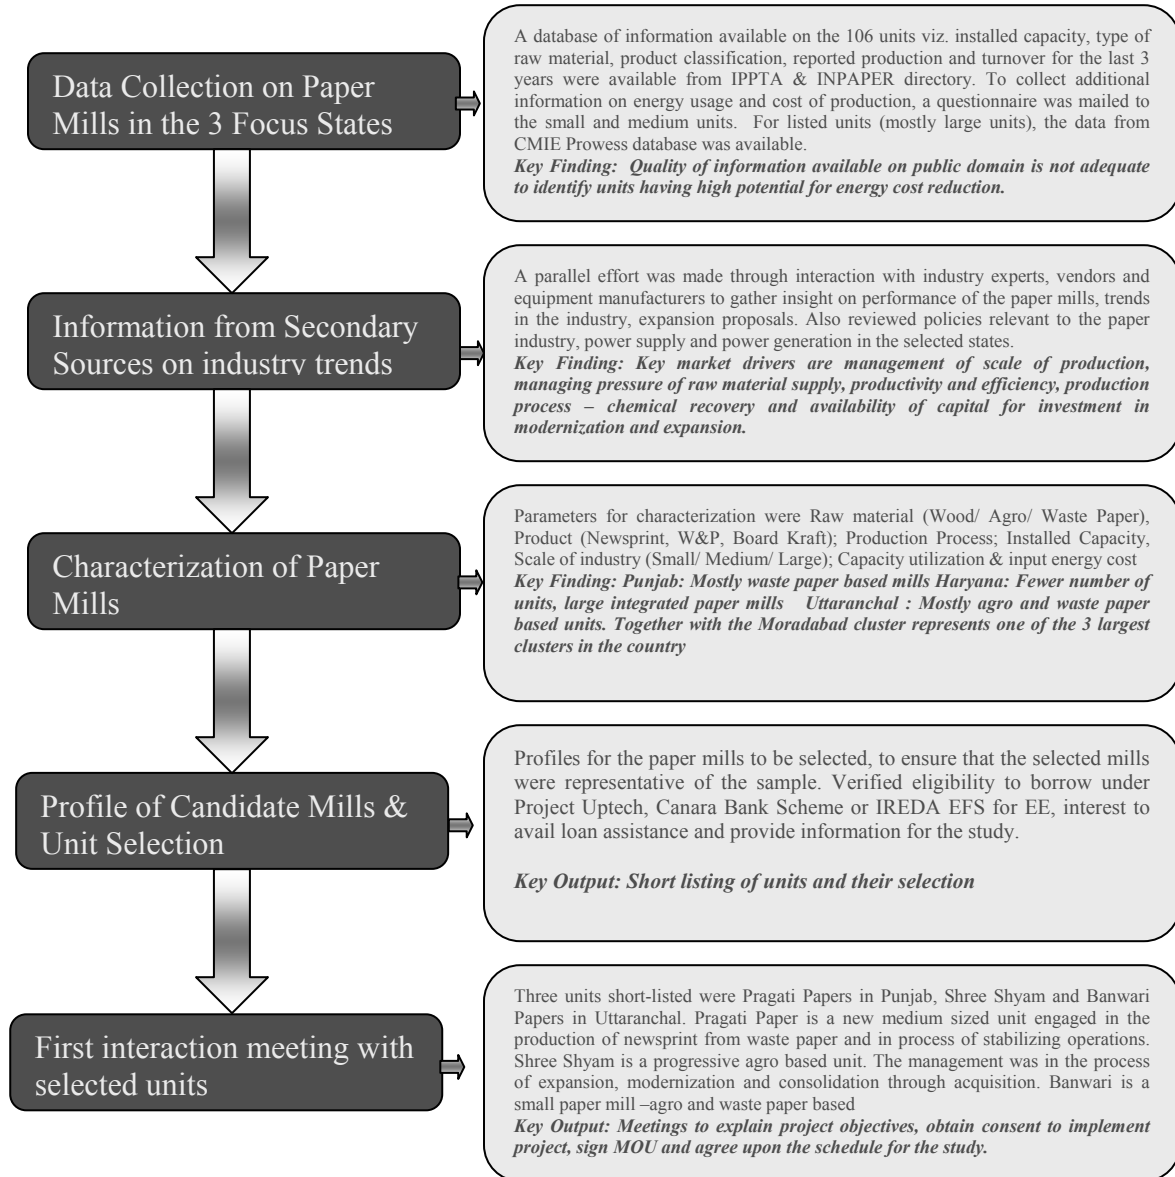 Data Collection on Paper
Mills in the 3 Focus States
A database of information available on the 106 units viz. installed capacity, type of
raw material, product classification, reported production and turnover for the last 3
years were available from IPPTA & INPAPER directory. To collect additional
information on energy usage and cost of production, a questionnaire was mailed to
the small and medium units. For listed units (mostly large units), the data from
CMIE Prowess database was available.
Key Finding: Quality of information available on public domain is not adequate
to identify units having high potential for energy cost reduction.
Information from Secondary
Sources on industry trends
A parallel effort was made through interaction with industry experts, vendors and
equipment manufacturers to gather insight on performance of the paper mills, trends
in the industry, expansion proposals. Also reviewed policies relevant to the paper
industry, power supply and power generation in the selected states.
Key Finding: Key market drivers are management of scale of production,
managing pressure of raw material supply, productivity and efficiency, production
process – chemical recovery and availability of capital for investment in
modernization and expansion.
Characterization of Paper
Mills
Parameters for characterization were Raw material (Wood/ Agro/ Waste Paper),
Product (Newsprint, W&P, Board Kraft); Production Process; Installed Capacity,
Scale of industry (Small/ Medium/ Large); Capacity utilization & input energy cost
Key Finding: Punjab: Mostly waste paper based mills Haryana: Fewer number of
units, large integrated paper mills Uttaranchal : Mostly agro and waste paper
based units. Together with the Moradabad cluster represents one of the 3 largest
clusters in the country
Profile of Candidate Mills &
Unit Selection
Profiles for the paper mills to be selected, to ensure that the selected mills
were representative of the sample. Verified eligibility to borrow under
Project Uptech, Canara Bank Scheme or IREDA EFS for EE, interest to
avail loan assistance and provide information for the study.
Key Output: Short listing of units and their selection
First interaction meeting with
selected units
Three units short-listed were Pragati Papers in Punjab, Shree Shyam and Banwari
Papers in Uttaranchal. Pragati Paper is a new medium sized unit engaged in the
production of newsprint from waste paper and in process of stabilizing operations.
Shree Shyam is a progressive agro based unit. The management was in the process
of expansion, modernization and consolidation through acquisition. Banwari is a
small paper mill –agro and waste paper based
Key Output: Meetings to explain project objectives, obtain consent to implement
project, sign MOU and agree upon the schedule for the study.